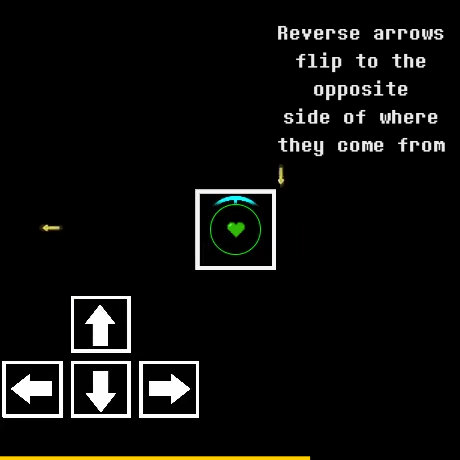 Reverse arrows
flip to the
opposite
side of where
they come from